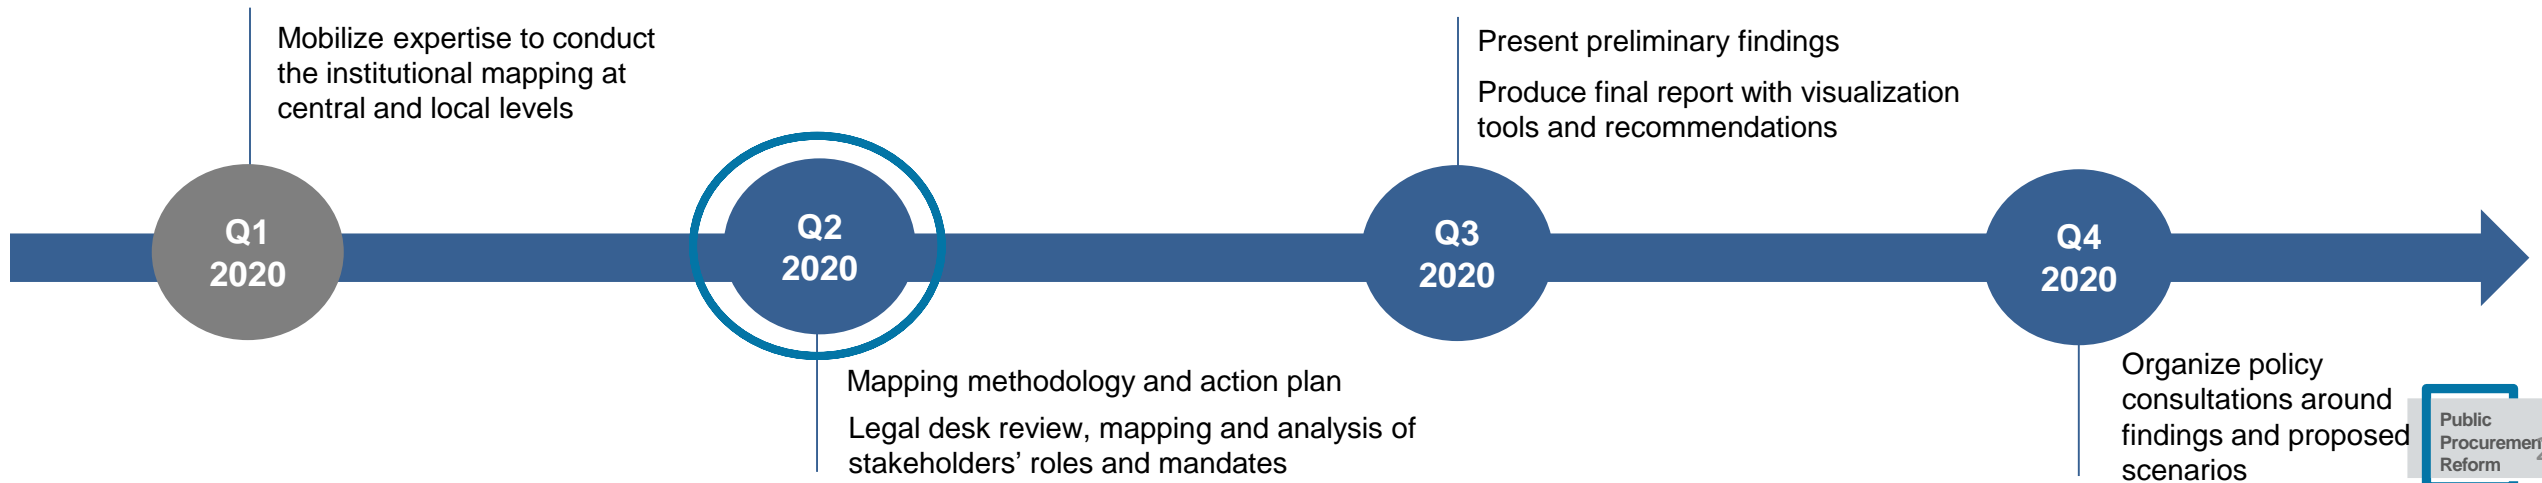 Mobilize expertise to conduct
the institutional mapping at
central and local levels
Present preliminary findings
Produce final report with visualization
tools and recommendations
Q1
2020
Q2
2020
Q3
2020
Q4
2020
Mapping methodology and action plan
Legal desk review, mapping and analysis of
stakeholders’ roles and mandates
Organize policy
consultations around
findings and proposed
scenarios
Public
Procurement
Reform